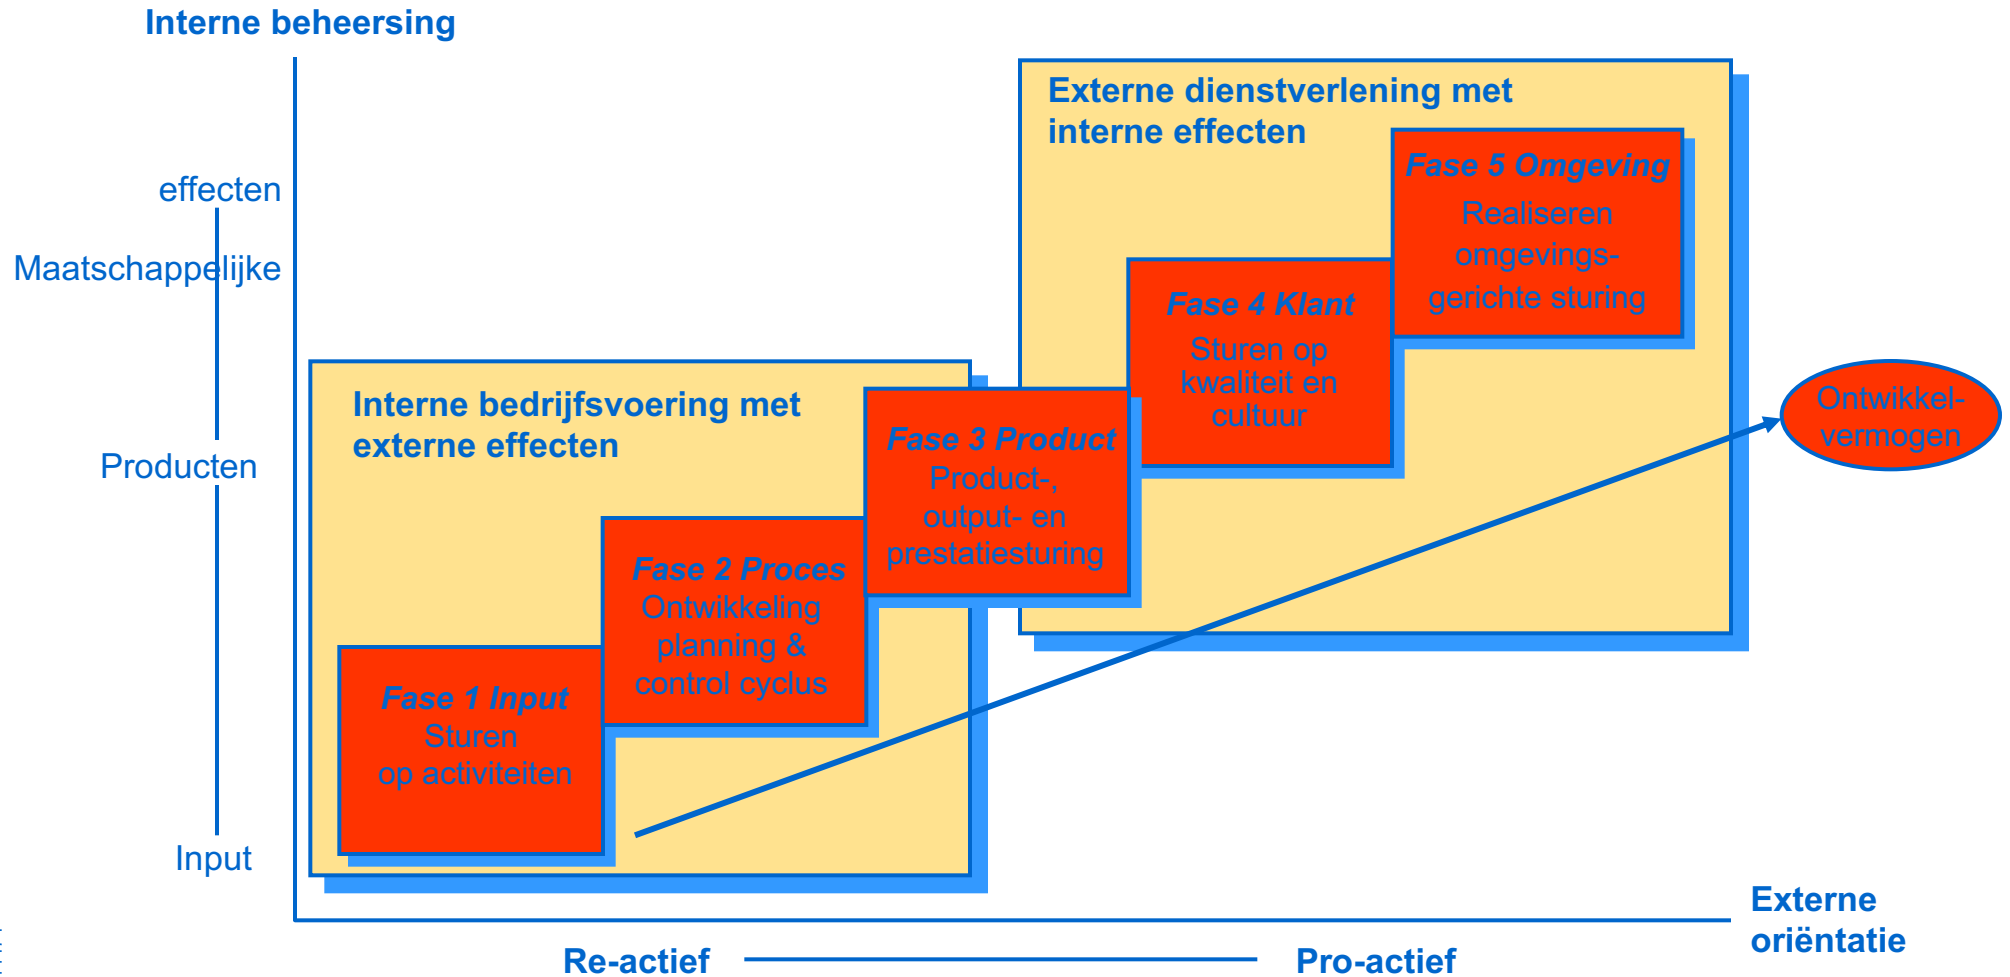 Interne beheersing
Externe dienstverlening met
interne effecten
Fase 5 Omgeving
Realiseren
omgevings-
gerichte sturing
effecten
Maatschappelijke
Fase 4 Klant
Sturen op
kwaliteit en
cultuur
Interne bedrijfsvoering met
externe effecten
Fase 3 Product
Product-,
output- en
prestatiesturing
Ontwikkel-
vermogen
Producten
Fase 2 Proces
Ontwikkeling
planning &
control cyclus
Fase 1 Input
Sturen
op activiteiten
Input
Externe
oriëntatie
Re-actief
Pro-actief